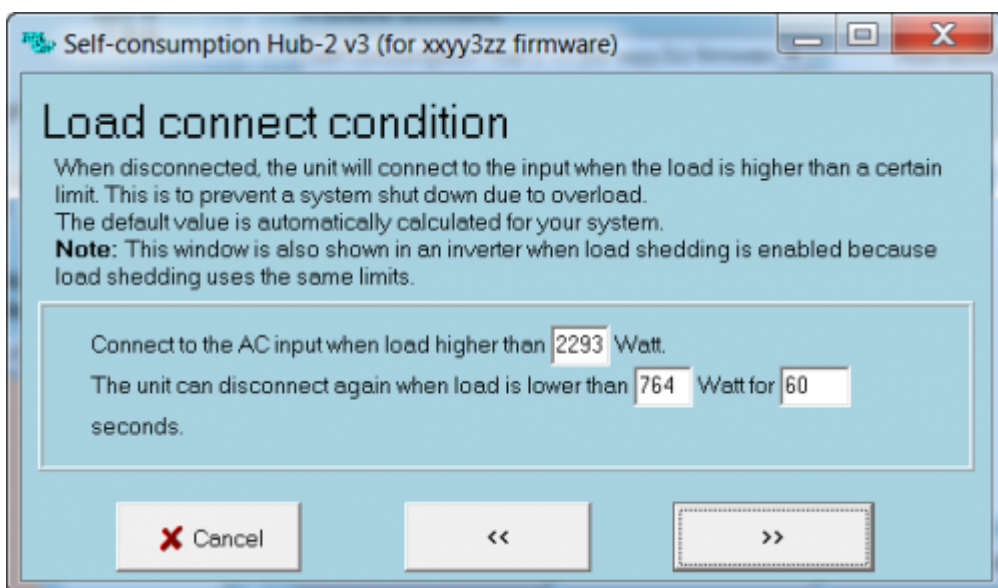 Self-consumption Hub-2 v3 (for xxyy3zz firmware)
Load connect condition
When disconnected, the unit will connect to the input when the load is higher than a certain
limit. This is to prevent a system shut down due to overload.
The default value is automatically calculated for your system.
Note: This window is also shown in an inverter when load shedding is enabled because
load shedding uses the same limits.
Connect to the AC input when load higher than 2293 Watt.
The unit can disconnect again when load is lower than 764 Watt for 60
seconds.
Cancel << >>